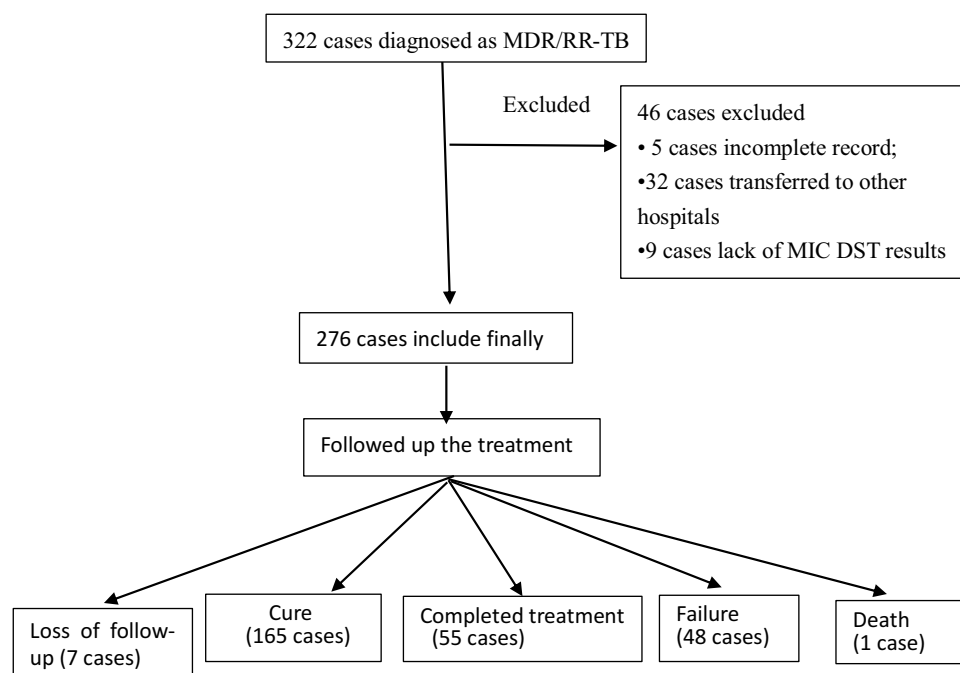 322 cases diagnosed as MDR/RR-TB
Excluded
46 cases excluded
• 5 cases incomplete record;
•32 cases transferred to other
hospitals
•9 cases lack of MIC DST results
276 cases include finally
Followed up the treatment
Loss of follow-
up (7 cases)
Cure
(165 cases)
Completed treatment
(55 cases)
Failure
(48 cases)
Death
(1 case)